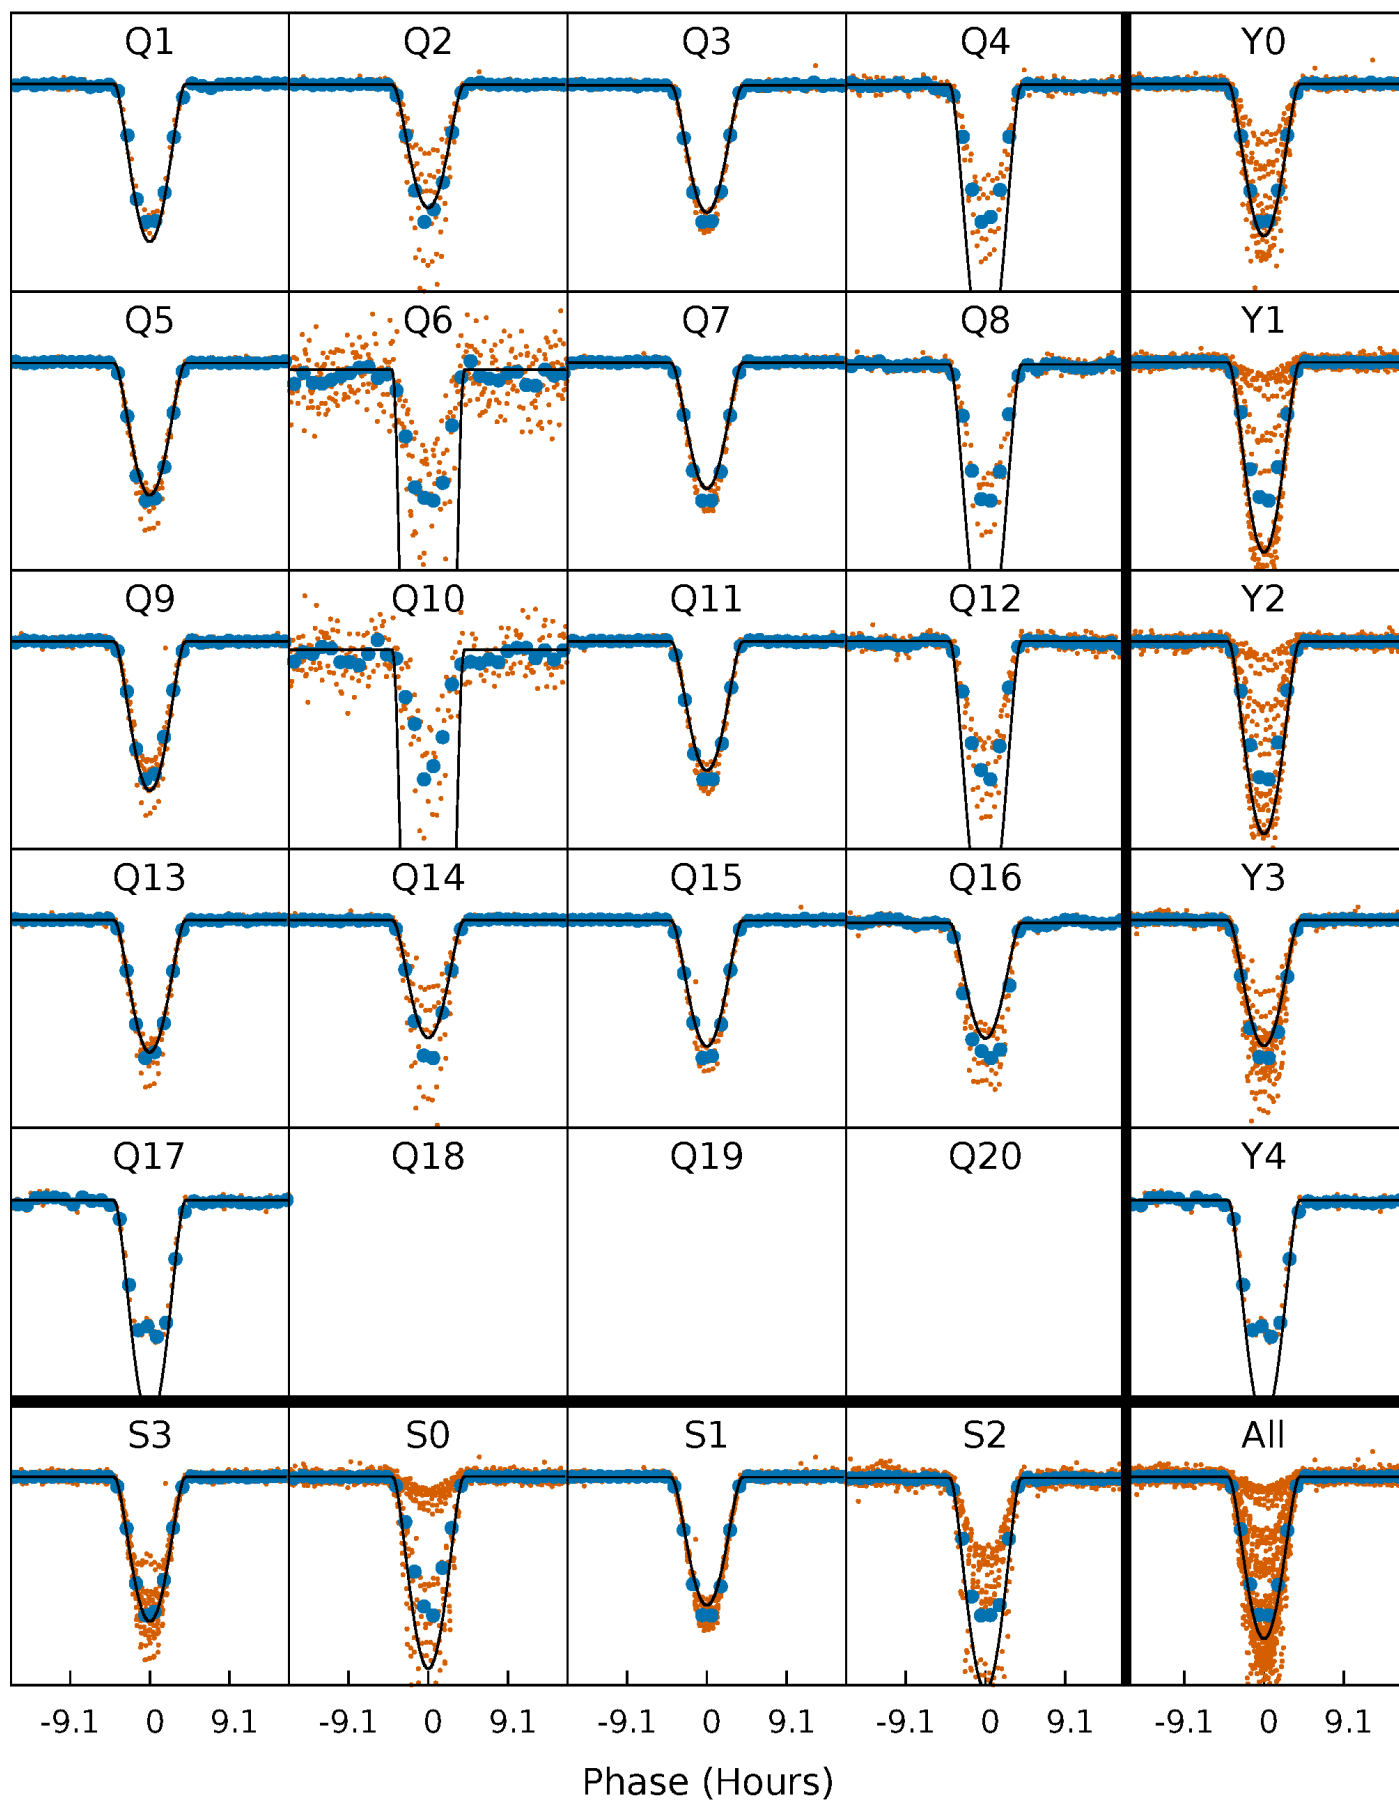 Q1 Q2 Q3 Q4 Y0
Q5 Q6 Q7 Q8 Y1
Q9 Q10 Q11 Q12 Y2
Q13 Q14 Q15 Q16 Y3
Q17 Q18 Q19 Q20 Y4
S3 S0 S1 S2 All
-9.1 0 9.1 -9.1 0 9.1 -9.1 0 9.1 -9.1 0 9.1 -9.1 0 9.1
Phase (Hours)